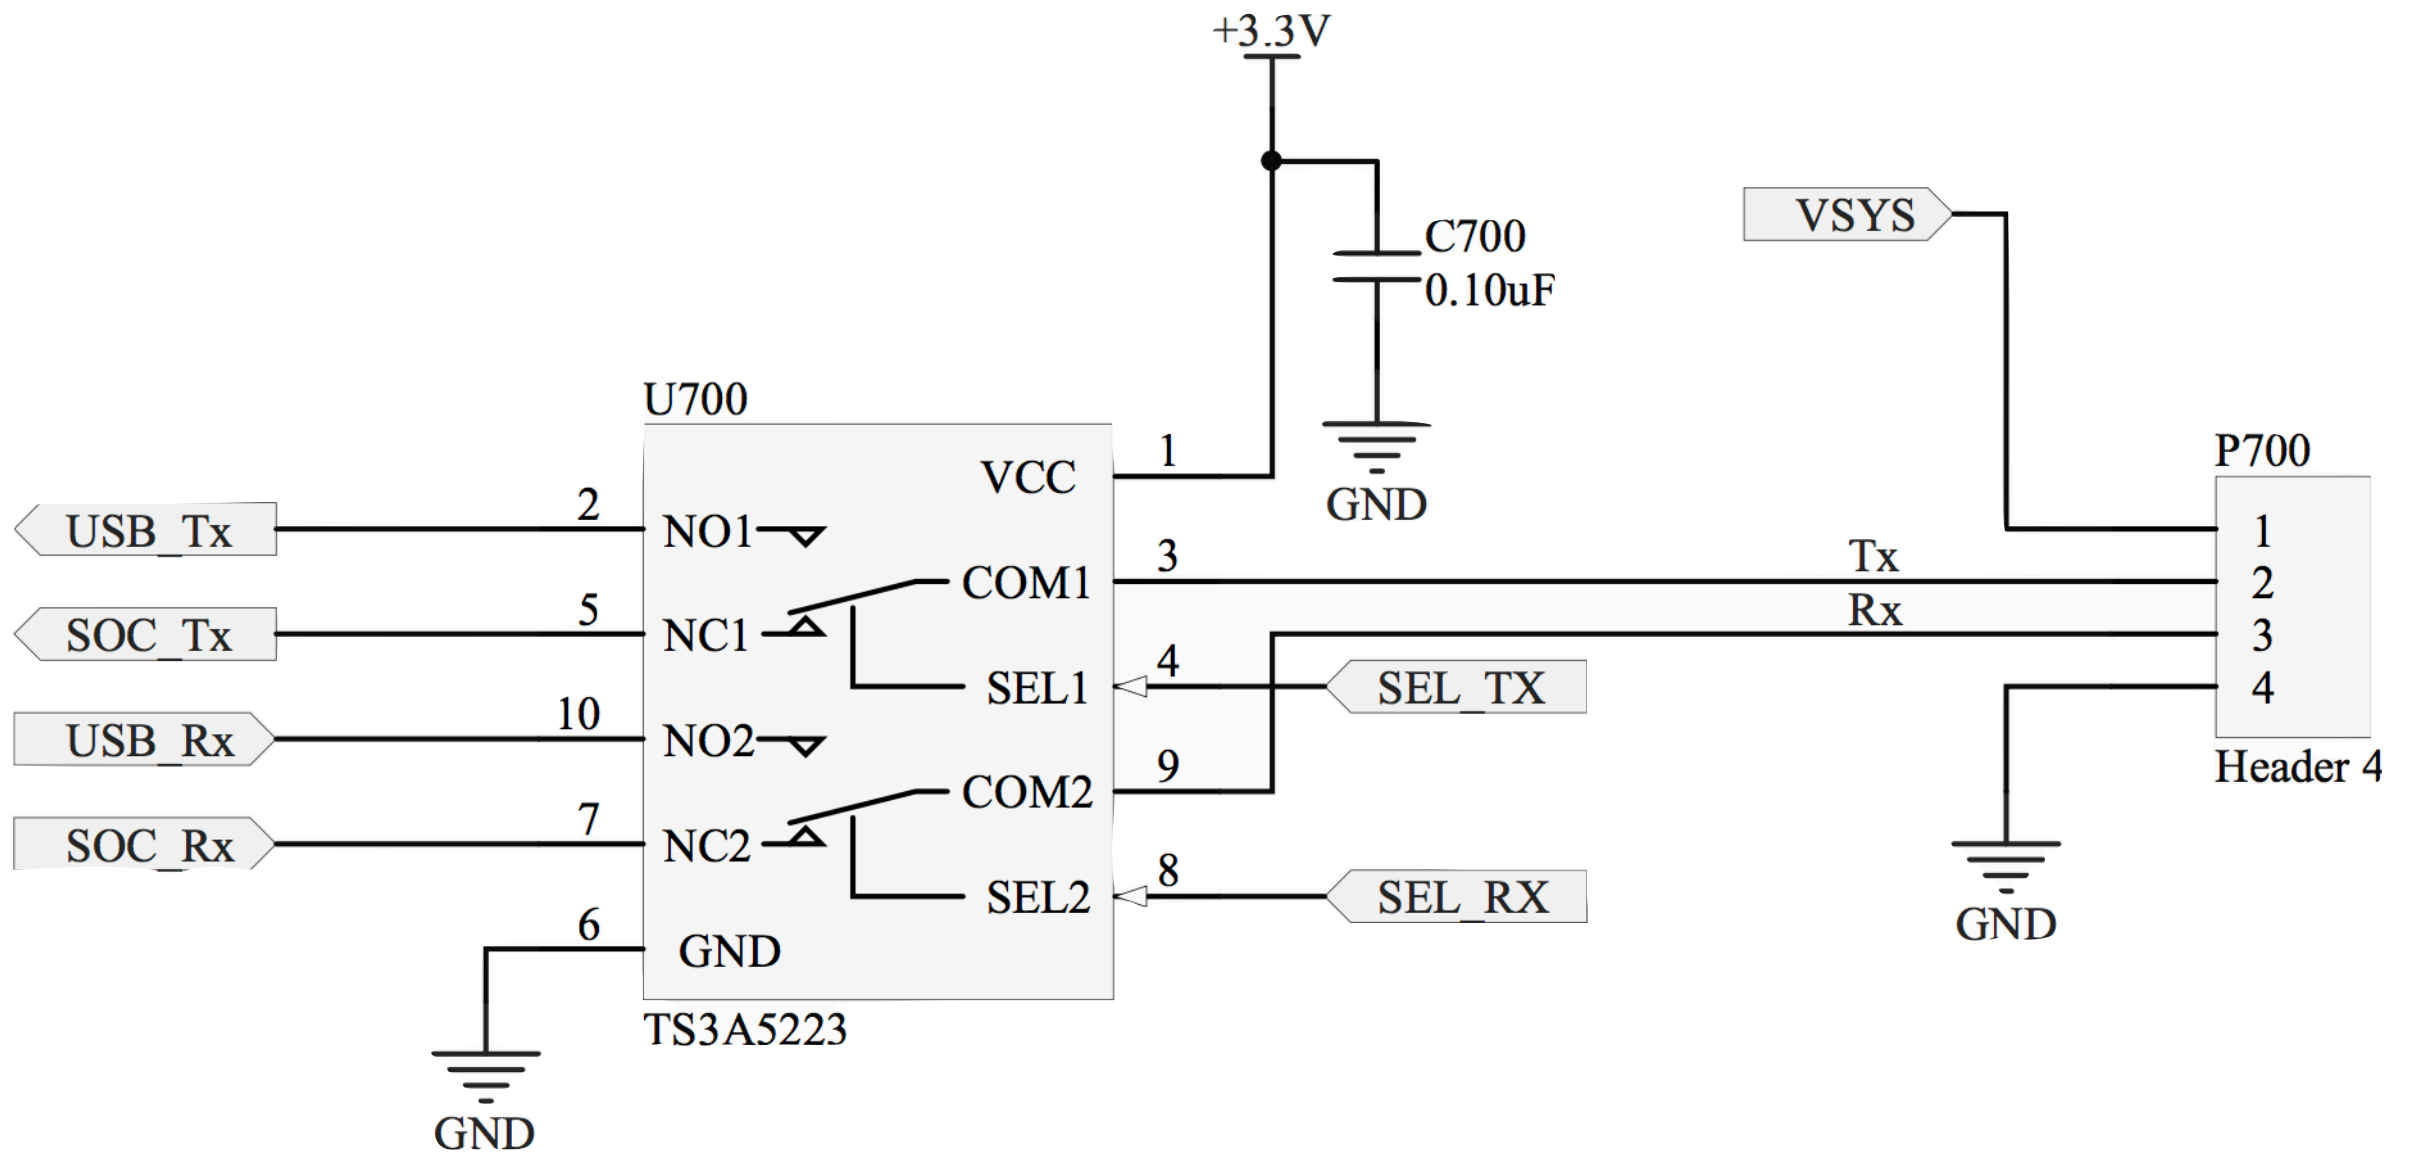 +3.3V
C700
0.10uF
GND
VSYS
U700
P700
VCC
1
USB_Tx
2
NO1
COM1
3
Tx
Rx
1
2
3
4
SOC_Tx
5
NC1
SEL1
4
SEL_TX
USB_Rx
10
NO2
COM2
9
Header 4
SOC_Rx
7
NC2
SEL2
8
SEL_RX
GND
6
GND
TS3A5223
GND